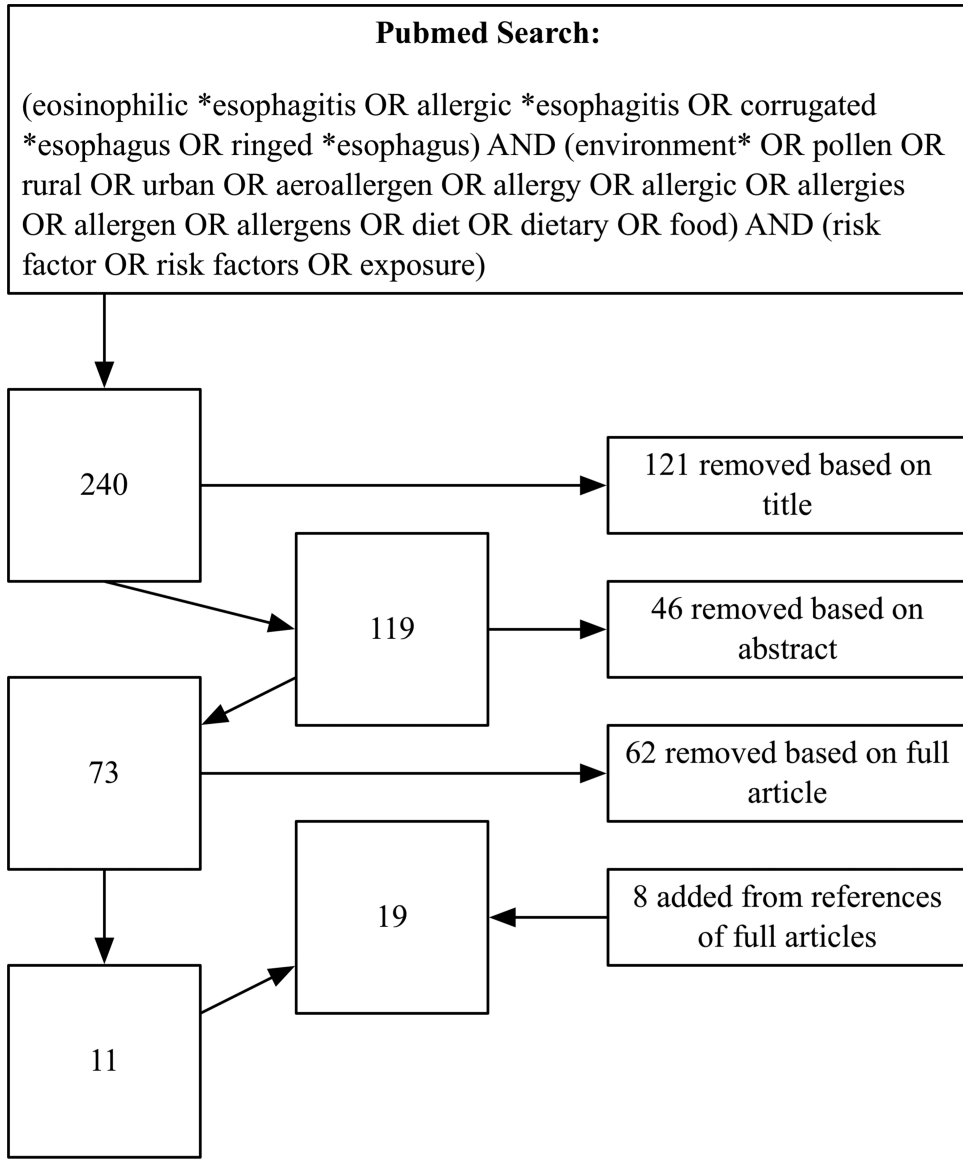 Pubmed Search:
(eosinophilic *esophagitis OR allergic *esophagitis OR corrugated
*esophagus OR ringed *esophagus) AND (environment* OR pollen OR
rural OR urban OR aeroallergen OR allergy OR allergic OR allergies
OR allergen OR allergens OR diet OR dietary OR food) AND (risk
factor OR risk factors OR exposure)
240
121 removed based on
title
119
46 removed based on
abstract
73
62 removed based on full
article
19
8 added from references
of full articles
11